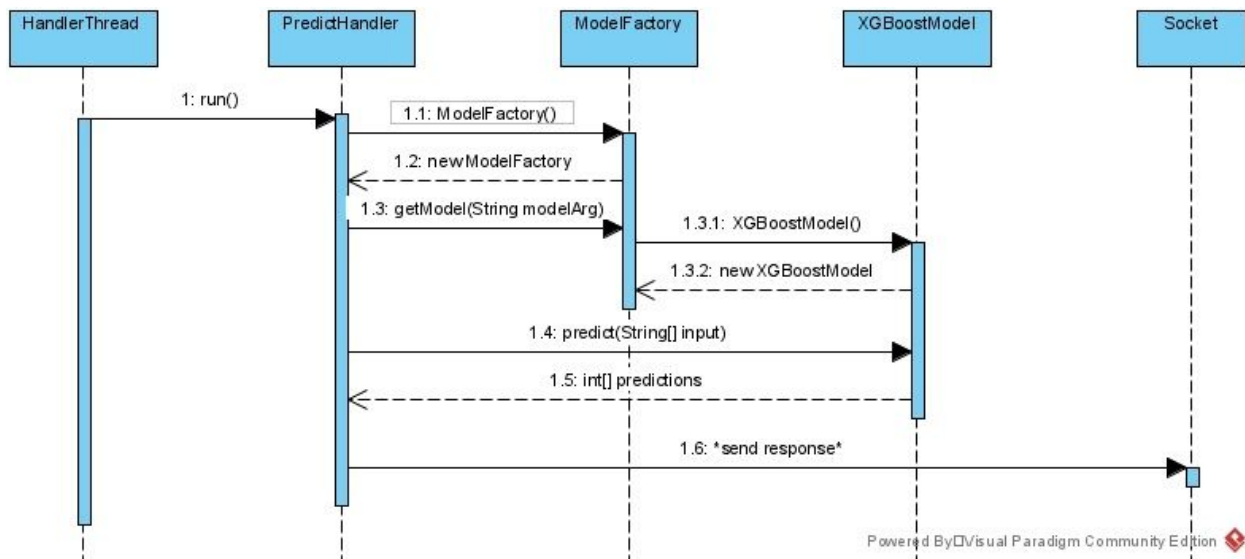 HandlerThread
PredictHandler
ModelFactory
XGBoostModel
Socket
1: run()
1.1: ModelFactory()
1.2: newModelFactory
1.3: getModel(String modelArg)
1.3.1: XGBoostModel()
1.3.2: newXGBoostModel
1.4: predict(String[] input)
1.5: int[] predictions
1.6: *send response*
Powered By□Visual Paradigm Community Edition